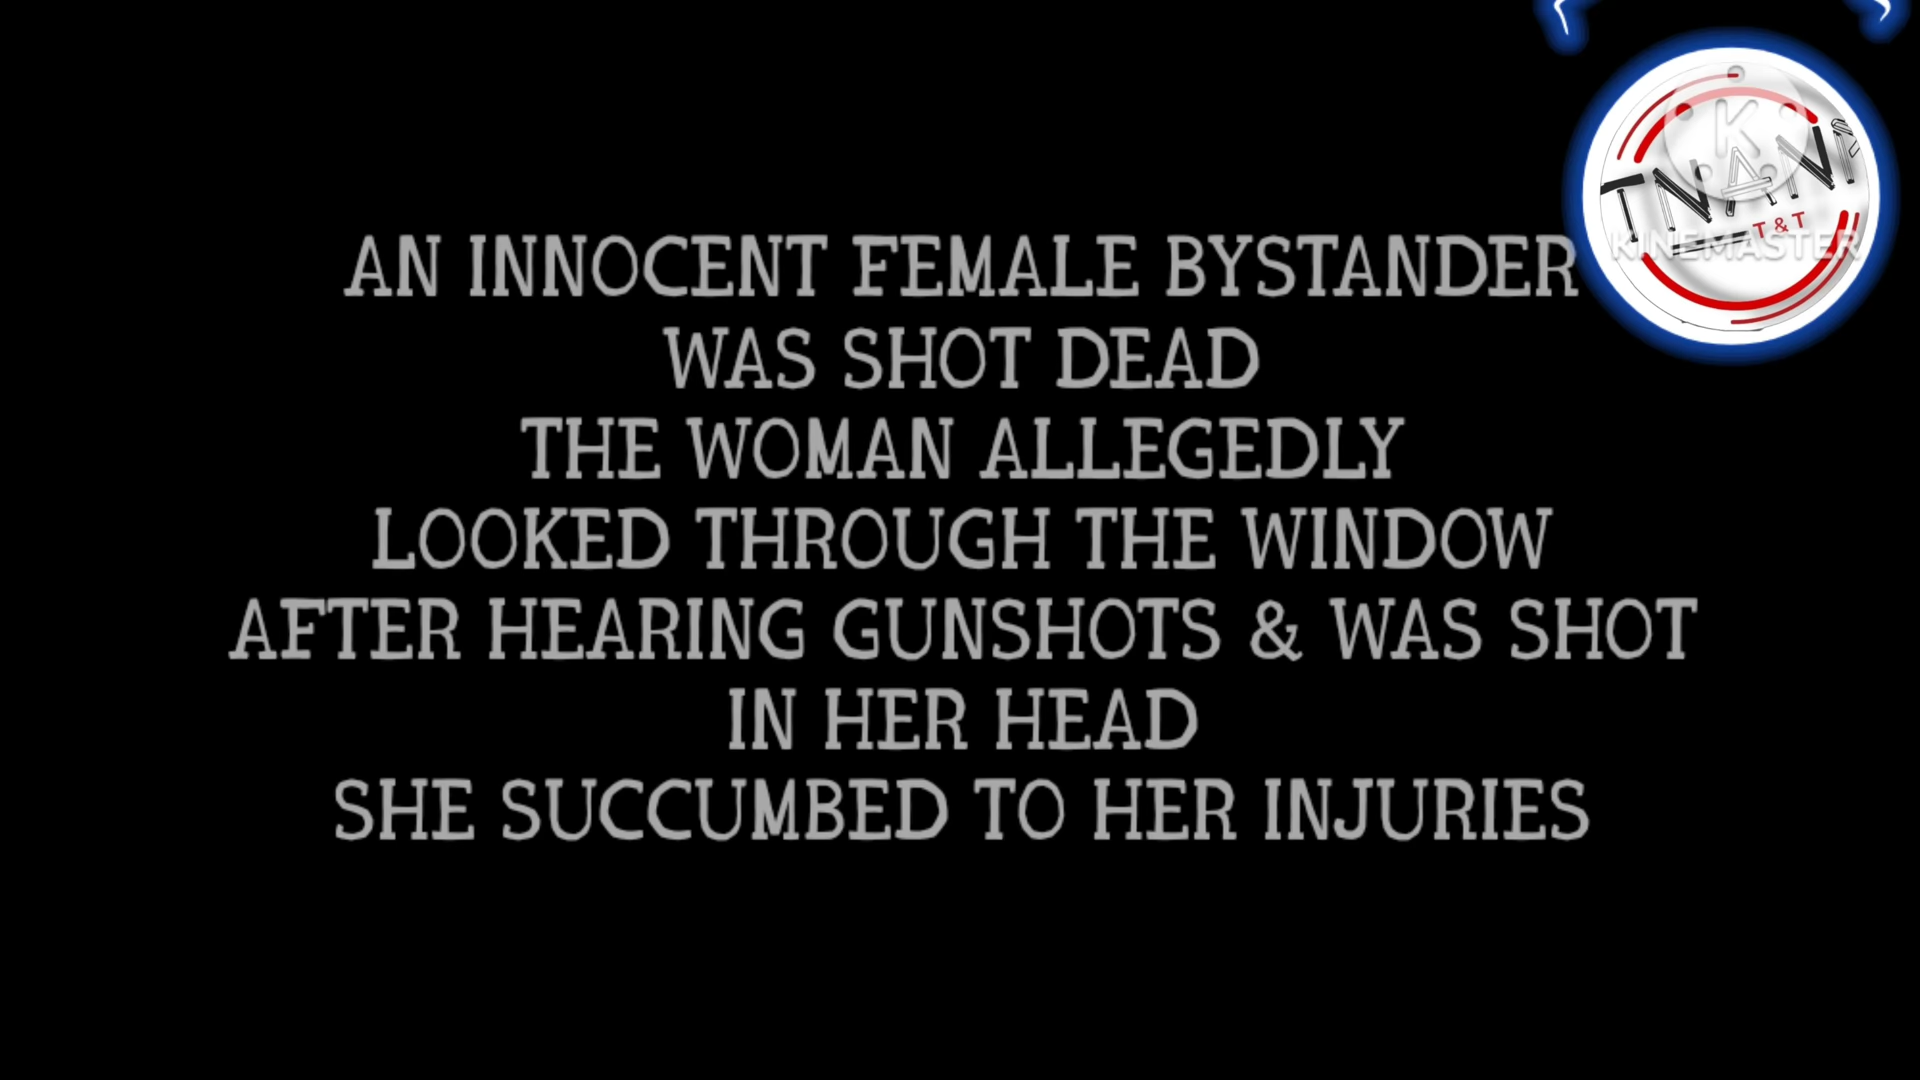 AN INNOCENT FEMALE BYSTANDER
WAS SHOT DEAD
THE WOMAN ALLEGEDLY
LOOKED THROUGH THE WINDOW
AFTER HEARING GUNSHOTS & WAS SHOT
IN HER HEAD
SHE SUCCUMBED TO HER INJURIES
K
T&T
KINEMASTER